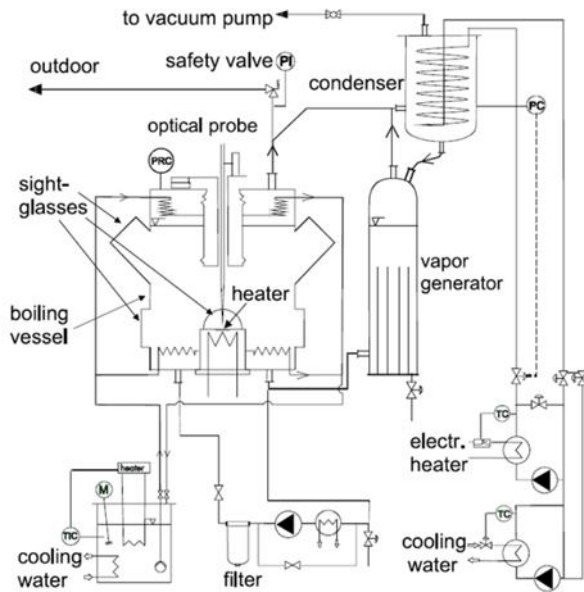 to vacuum pump
safety valve
PI
outdoor
condenser
PC
optical probe
PRC
sight-
glasses
heater
vapor
generator
boiling
vessel
TC
electr.
heater
heater
M
TIC
TC
cooling
water
filter
cooling
water